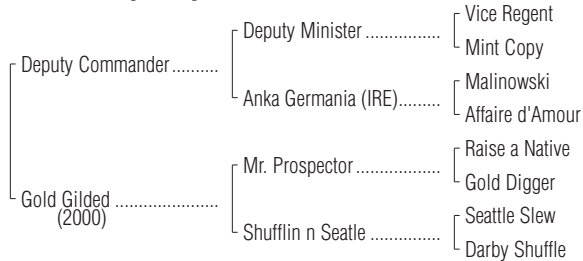 Vice Regent
Deputy Minister .................
Mint Copy
Deputy Commander..........
Malinowski
Anka Germania (IRE).........
Affaire d'Amour
Raise a Native
Mr. Prospector ...................
Gold Digger
Gold Gilded ......................
(2000)
Seattle Slew
Shufflin n Seatle ................
Darby Shuffle